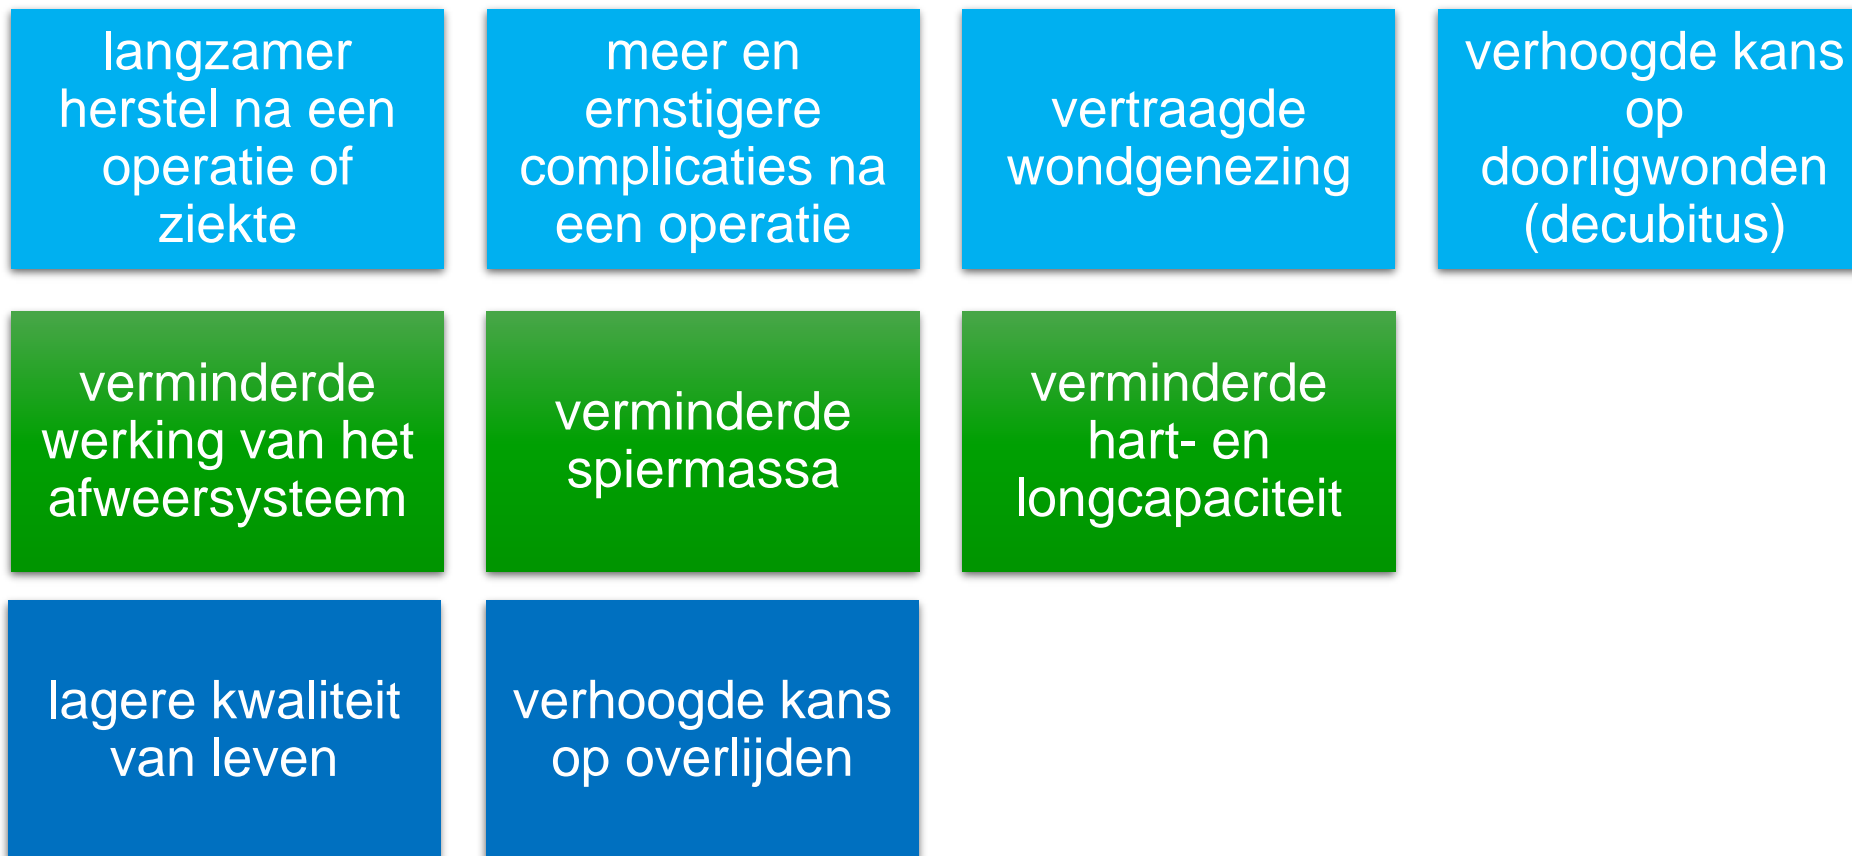 langzamer
herstel na een
operatie of
ziekte
meer en
ernstigere
complicaties na
een operatie
vertraagde
wondgenezing
verhoogde kans
op
doorligwonden
(decubitus)
verminderde
werking van het
afweersysteem
verminderde
spiermassa
verminderde
hart- en
longcapaciteit
lagere kwaliteit
van leven
verhoogde kans
op overlijden